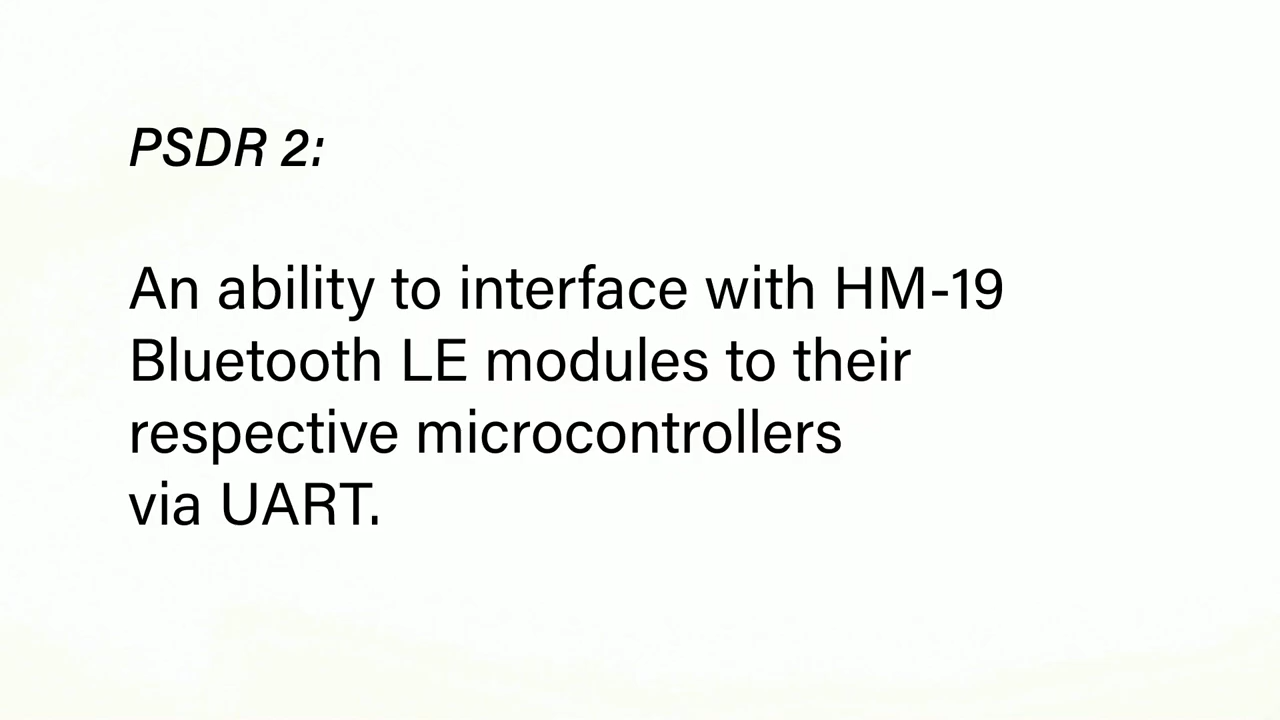 PSDR 2:
An ability to interface with HM-19
Bluetooth LE modules to their
respective microcontrollers
via UART.